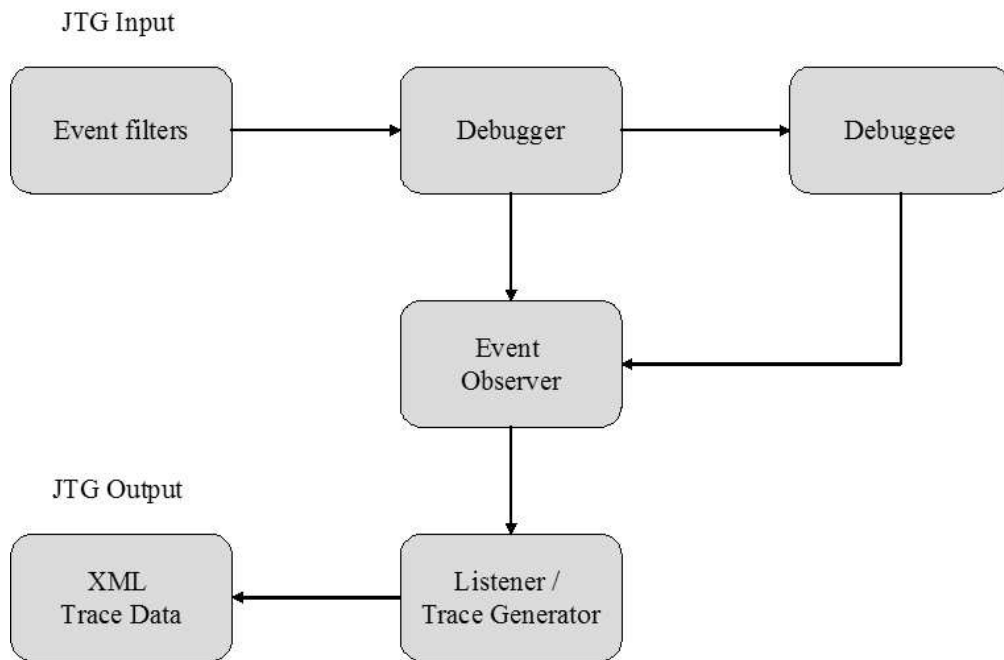 JTG Input
Event filters
Debugger
Debuggee
Event
Observer
JTG Output
XML
Trace Data
Listener /
Trace Generator